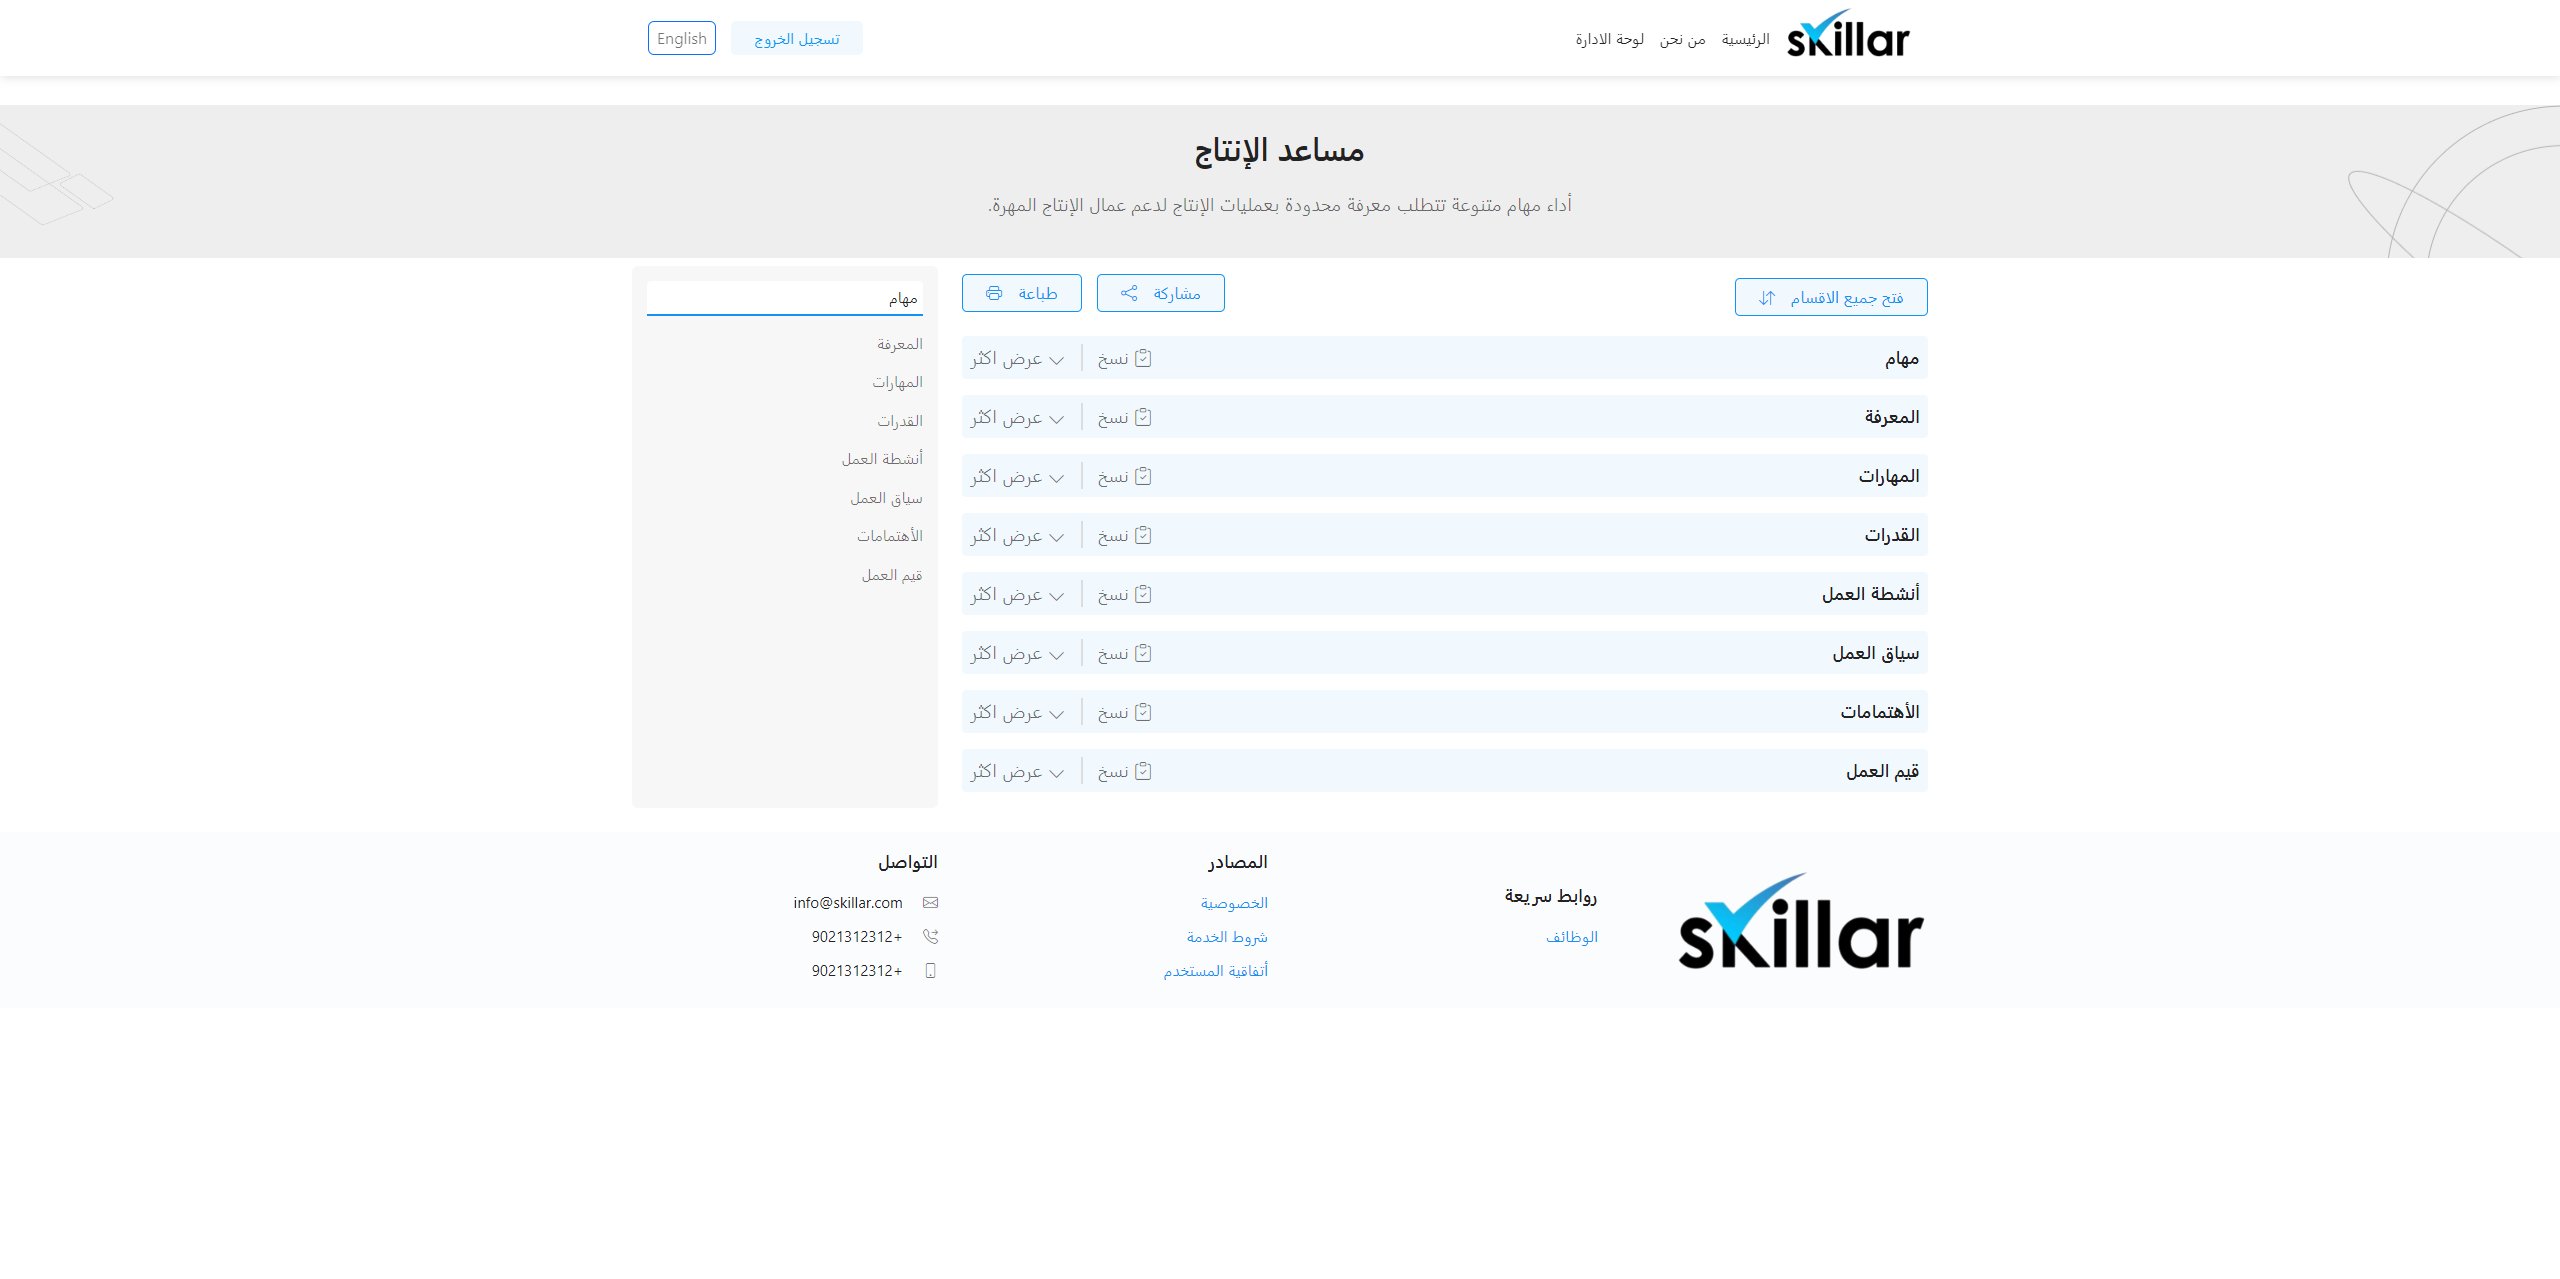 skillar
الرئيسية
من نحن
لوحة الادارة
تسجيل الخروج
English
مساعد الإنتاج
أداء مهام متنوعة تتطلب معرفة محدودة بعمليات الإنتاج لدعم عمال الإنتاج المهرة.
فتح جميع الاقسام
مشاركة
طباعة
مهام
نسخ
عرض اكثر
المعرفة
نسخ
عرض اكثر
المهارات
نسخ
عرض اكثر
القدرات
نسخ
عرض اكثر
أنشطة العمل
نسخ
عرض اكثر
سياق العمل
نسخ
عرض اكثر
الأهتمامات
نسخ
عرض اكثر
قيم العمل
نسخ
عرض اكثر
مهام
المعرفة
المهارات
القدرات
أنشطة العمل
سياق العمل
الأهتمامات
قيم العمل
skillar
روابط سريعة
الوظائف
المصادر
الخصوصية
شروط الخدمة
أتفاقية المستخدم
التواصل
info@skillar.com
9021312312+
9021312312+